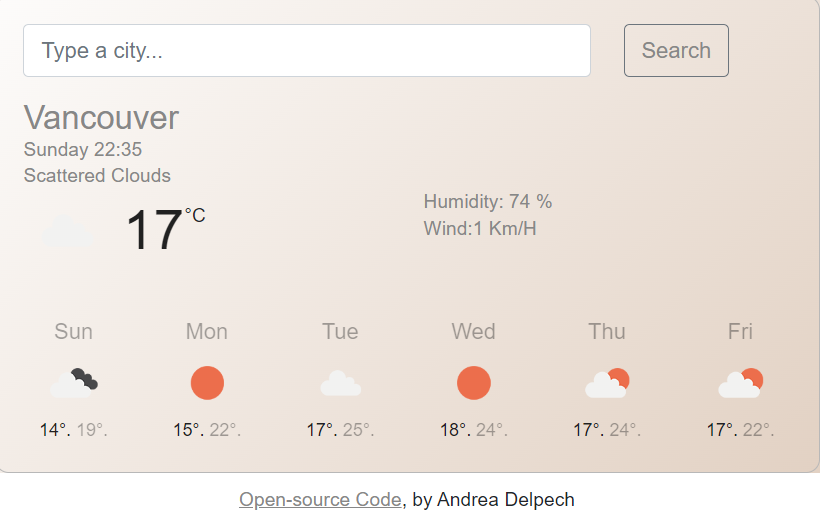 Type a city...
Search
Vancouver
Sunday 22:35
Scattered Clouds
17°C
Humidity: 74 %
Wind:1 Km/H
Sun Mon Tue Wed Thu Fri
14°. 19°. 15°. 22°. 17°. 25°. 18°. 24°. 17°. 24°. 17°. 22°.
Open-source Code, by Andrea Delpech